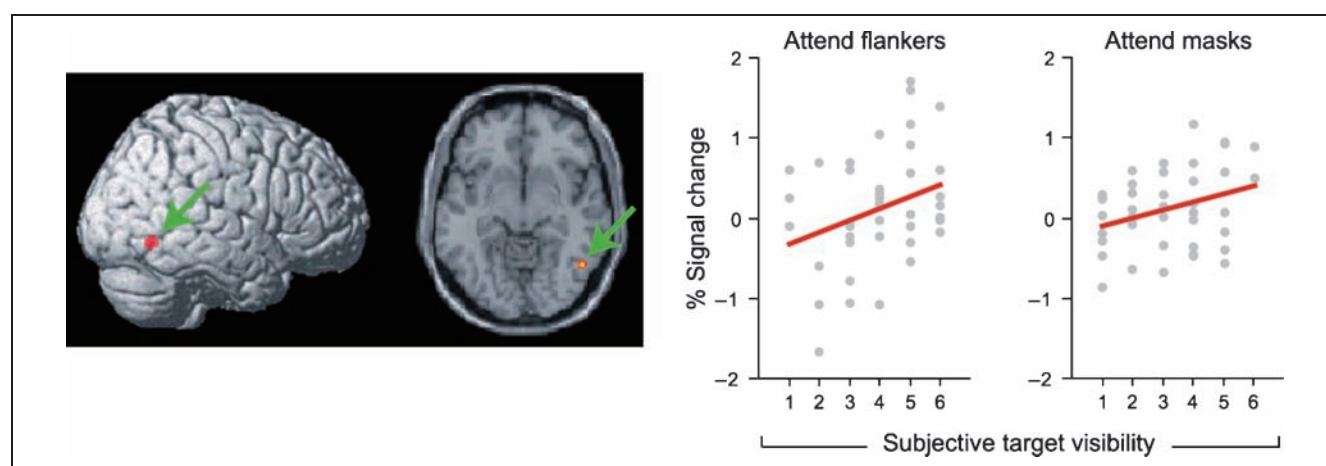 Attend flankers
Attend masks
% Signal change
2
1
0
–1
–2
1 2 3 4 5 6
2
1
0
–1
–2
1 2 3 4 5 6
Subjective target visibility